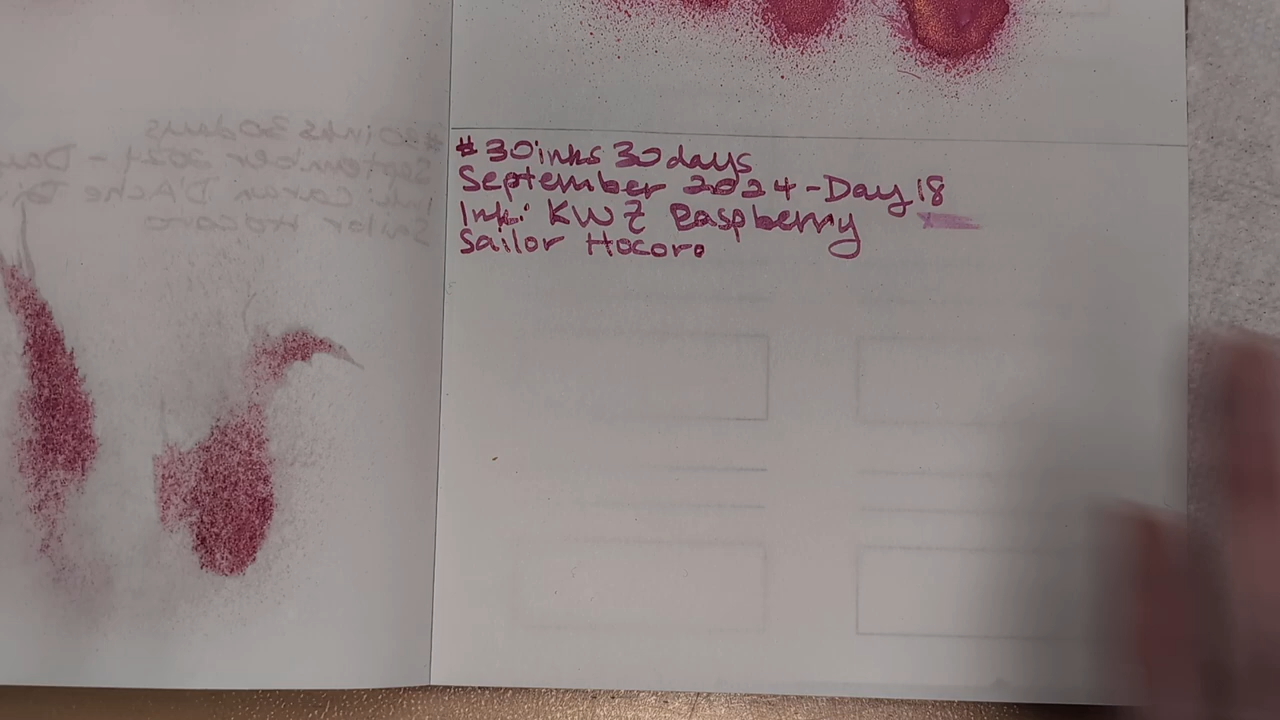 #30inks 30days
September 2024 - Day 18
Ink: KWZ Raspberry
Sailor Hocoro